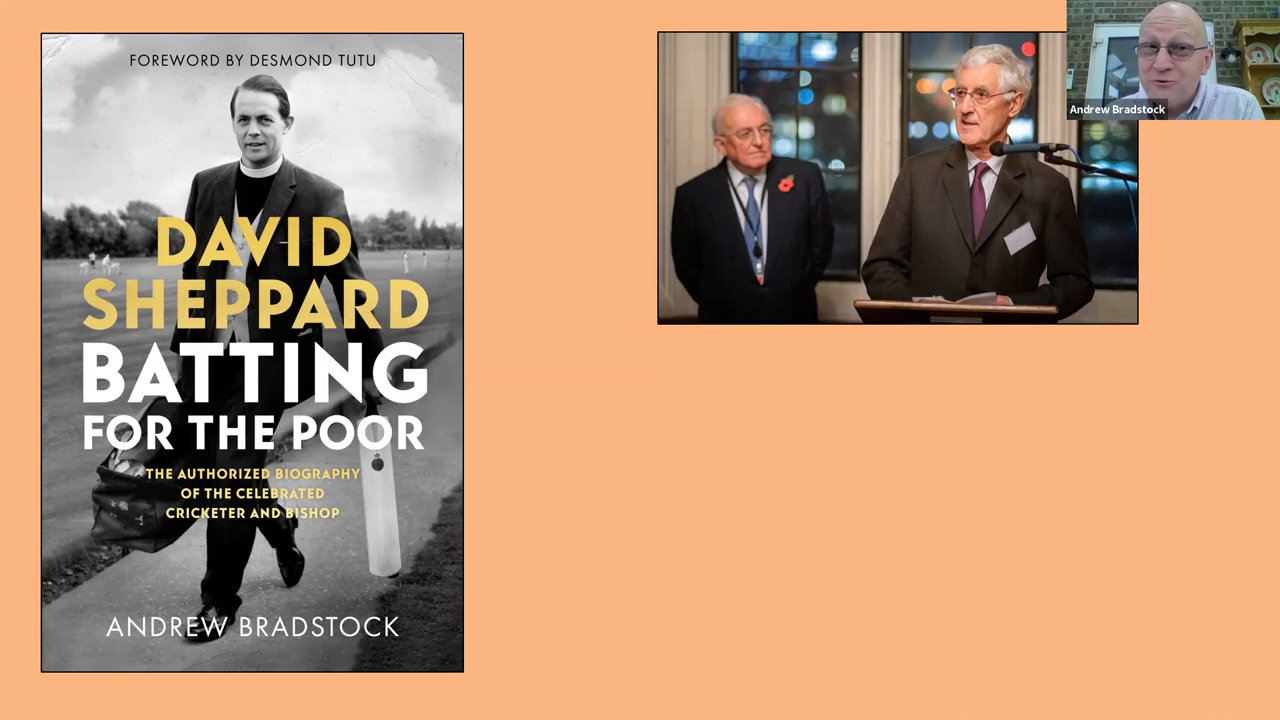 FOREWORD BY DESMOND TUTU
DAVID
SHEPPARD
BATTING
FOR THE POOR
THE AUTHORIZED BIOGRAPHY
OF THE CELEBRATED
CRICKETER AND BISHOP
ANDREW BRADSTOCK
Andrew Bradstock